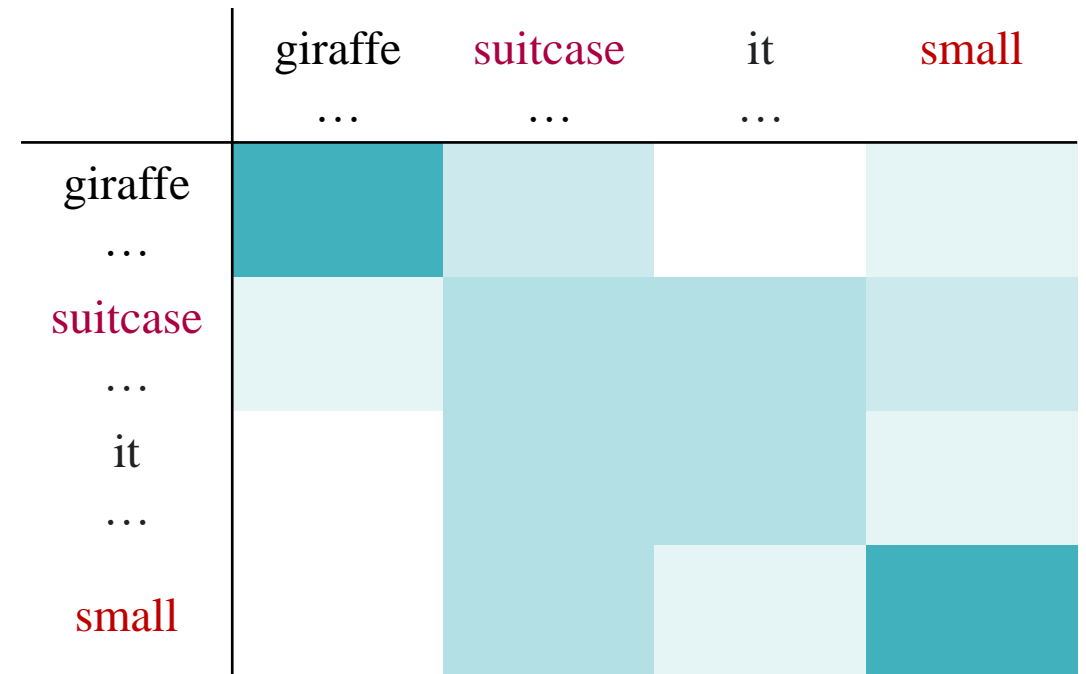 giraffe suitcase it small
… … …
giraffe
…
suitcase
…
it
…
small